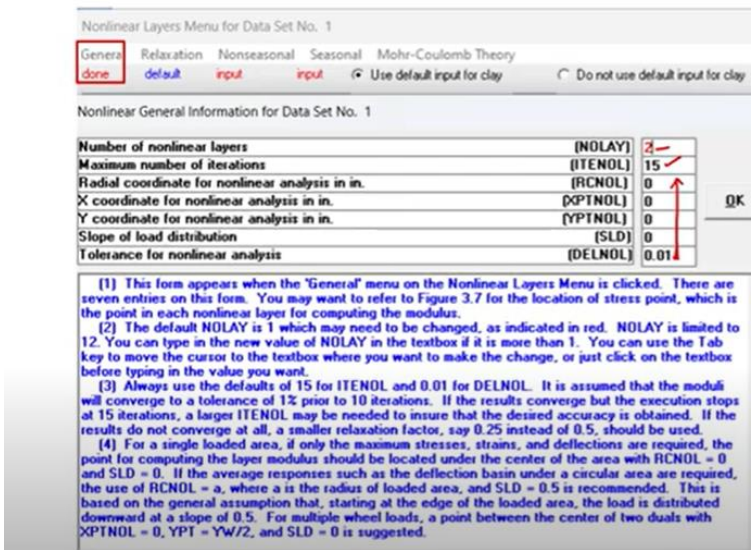 Nonlinear Layers Menu for Data Set No. 1
General Relaxation Nonseasonal Seasonal Mohr-Coulomb Theory
done default input input Use default input for clay Do not use default input for clay
Nonlinear General Information for Data Set No. 1
Number of nonlinear layers (NOLAY) 2
Maximum number of iterations (ITENOL) 15
Radial coordinate for nonlinear analysis in in. (RCNOL) 0
X coordinate for nonlinear analysis in in. (XPTNOL) 0
OK
Y coordinate for nonlinear analysis in in. (YPTNOL) 0
Slope of load distribution (SLD) 0
Tolerance for nonlinear analysis (DELNOL) 0.01
(1) This form appears when the 'General' menu on the Nonlinear Layers Menu is clicked. There are
seven entries on this form. You may want to refer to Figure 3.7 for the location of stress point, which is
the point in each nonlinear layer for computing the modulus.
(2) The default NOLAY is 1 which may need to be changed, as indicated in red. NOLAY is limited to
12. You can type in the new value of NOLAY in the textbox if it is more than 1. You can use the Tab
key to move the cursor to the textbox where you want to make the change, or just click on the textbox
before typing in the value you want.
(3) Always use the defaults of 15 for ITENOL and 0.01 for DELNOL. It is assumed that the moduli
will converge to a tolerance of 1% prior to 10 iterations. If the results converge but the execution stops
at 15 iterations, a larger ITENOL may be needed to insure that the desired accuracy is obtained. If the
results do not converge at all, a smaller relaxation factor, say 0.25 instead of 0.5, should be used.
(4) For a single loaded area, if only the maximum stresses, strains, and deflections are required, the
point for computing the layer modulus should be located under the center of the area with RCNOL = 0
and SLD = 0. If the average responses such as the deflection basin under a circular area are required,
the use of RCNOL = a, where a is the radius of loaded area, and SLD = 0.5 is recommended. This is
based on the general assumption that, starting at the edge of the loaded area, the load is distributed
downward at a slope of 0.5. For multiple wheel loads, a point between the center of two duals with
XPTNOL = 0, YPT = YW/2, and SLD = 0 is suggested.